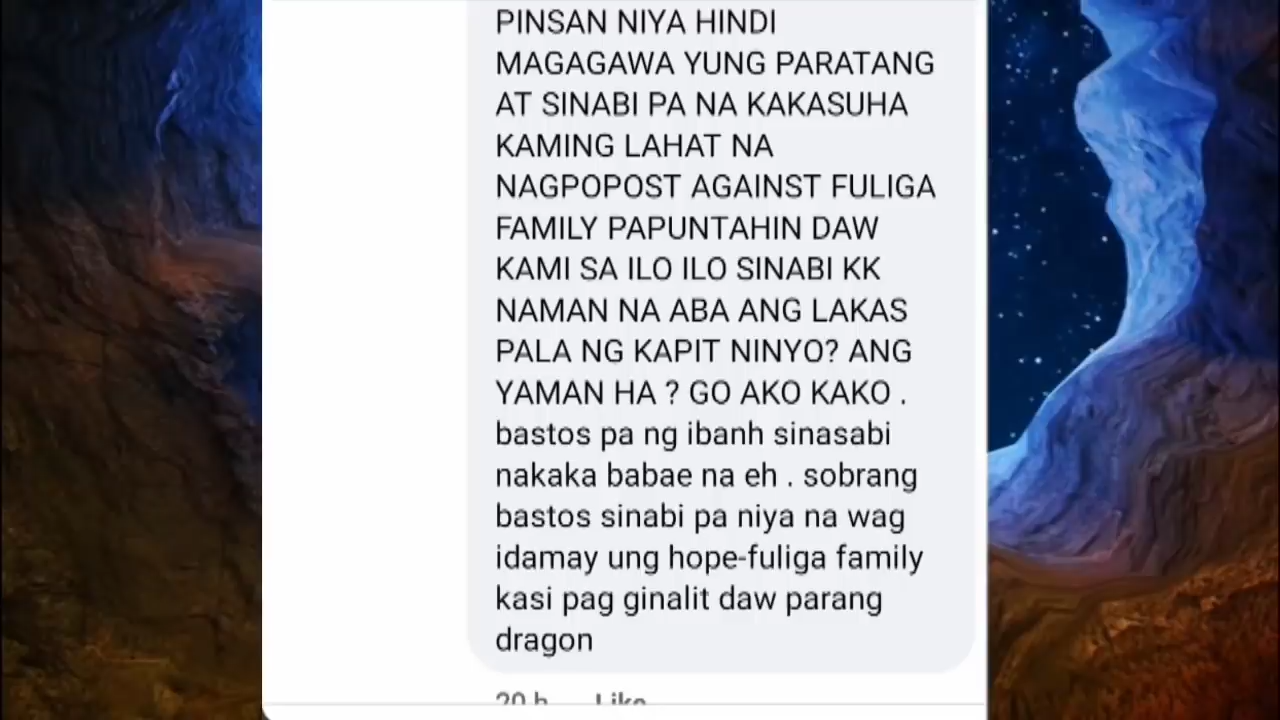 PINSAN NIYA HINDI
MAGAGAWA YUNG PARATANG
AT SINABI PA NA KAKASUHA
KAMING LAHAT NA
NAGPOPOST AGAINST FULIGA
FAMILY PAPUNTAHIN DAW
KAMI SA ILO ILO SINABI KK
NAMAN NA ABA ANG LAKAS
PALA NG KAPIT NINYO? ANG
YAMAN HA ? GO AKO KAKO .
bastos pa ng ibanh sinasabi
nakaka babae na eh . sobrang
bastos sinabi pa niya na wag
idamay ung hope-fuliga family
kasi pag ginalit daw parang
dragon
20 h Like